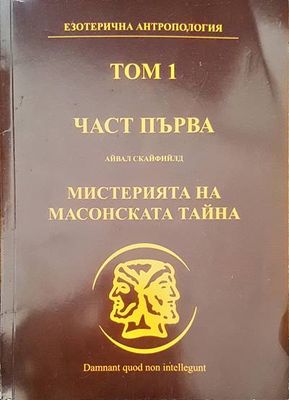 ЕЗОТЕРИЧНА АНТРОПОЛОГИЯ
ТОМ 1
ЧАСТ ПЪРВА
АЙВАЛ СКАЙФИЙЛД
МИСТЕРИЯТА НА
МАСОНСКАТА ТАЙНА
Damnant quod non intellegunt